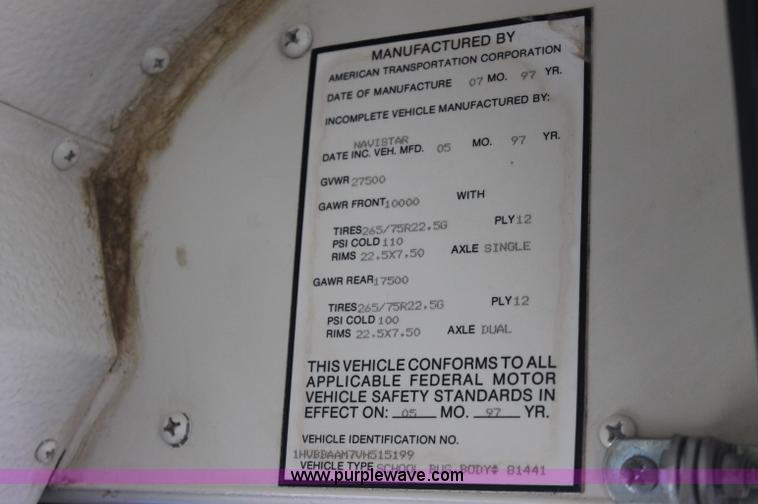 MANUFACTURED BY
AMERICAN TRANSPORTATION CORPORATION
DATE OF MANUFACTURE 07 MO. 97 YR.
INCOMPLETE VEHICLE MANUFACTURED BY:
NAVISTAR
DATE INC. VEH. MFD. 05 MO. 97 YR.
GVWR 27500
GAWR FRONT 10000 WITH
TIRES 265/75R22.5G PLY 12
PSI COLD 110
RIMS 22.5X7.50 AXLE SINGLE
GAWR REAR 17500
TIRES 265/75R22.5G PLY 12
PSI COLD 100
RIMS 22.5X7.50 AXLE DUAL
THIS VEHICLE CONFORMS TO ALL
APPLICABLE FEDERAL MOTOR
VEHICLE SAFETY STANDARDS IN
EFFECT ON: 05 MO. 97 YR.
VEHICLE IDENTIFICATION NO.
1HVBBAAM7VH515199
VEHICLE TYPE SCHOOL BUS BODY# 81441
www.purplewave.com